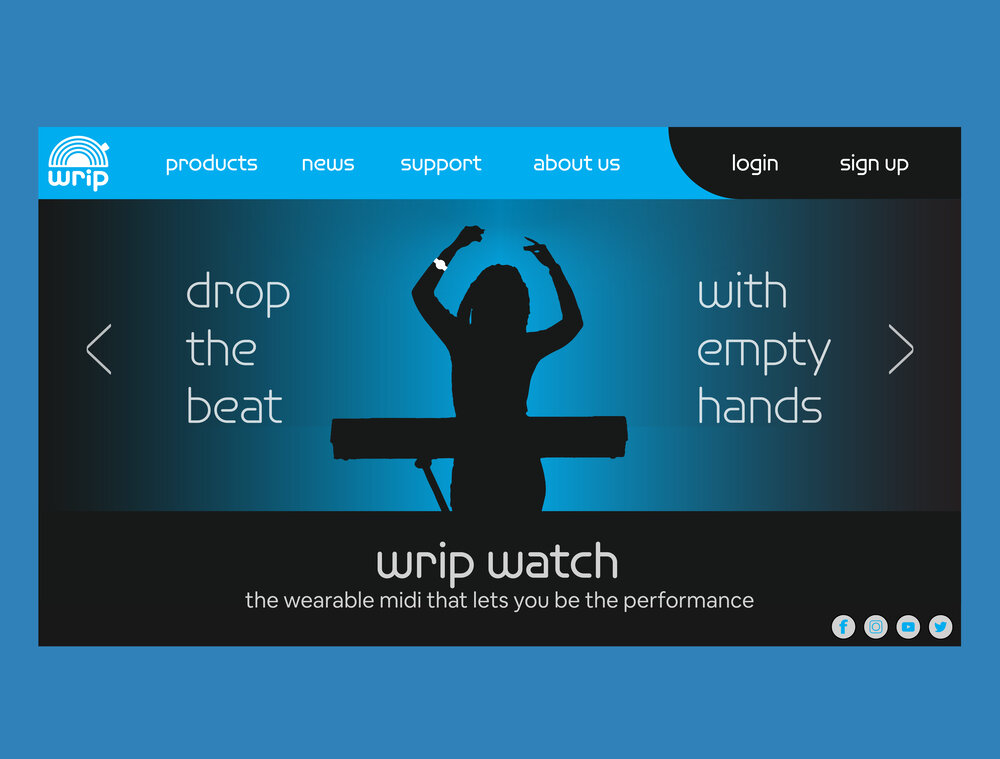 wrip
products news support about us login sign up
drop
the
beat
with
empty
hands
wrip watch
the wearable midi that lets you be the performance